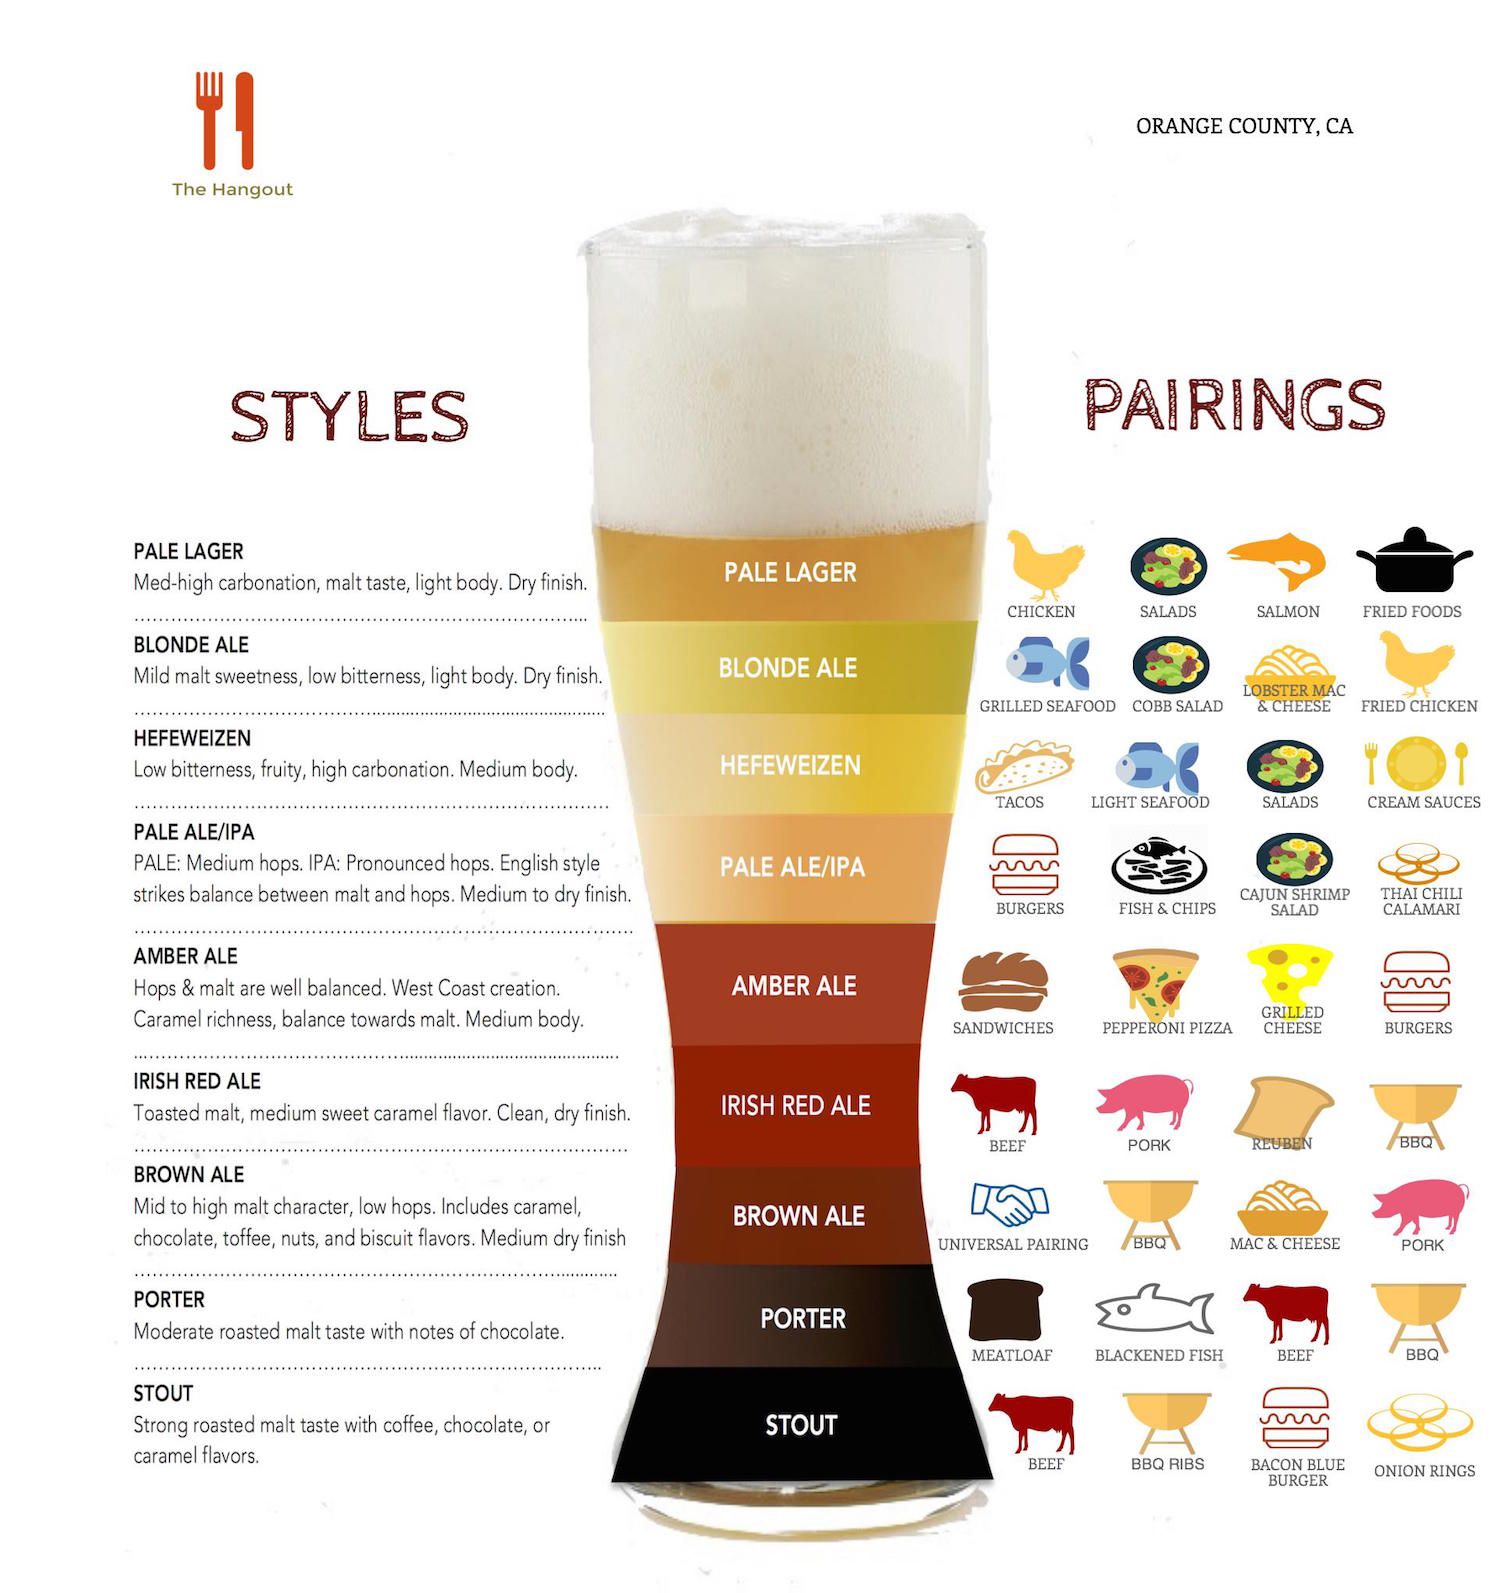 The Hangout
ORANGE COUNTY, CA
STYLES
PAIRINGS
PALE LAGER
Med-high carbonation, malt taste, light body. Dry finish.
BLONDE ALE
Mild malt sweetness, low bitterness, light body. Dry finish.
HEFEWEIZEN
Low bitterness, fruity, high carbonation. Medium body.
PALE ALE/IPA
PALE: Medium hops. IPA: Pronounced hops. English style
strikes balance between malt and hops. Medium to dry finish.
AMBER ALE
Hops & malt are well balanced. West Coast creation.
Caramel richness, balance towards malt. Medium body.
IRISH RED ALE
Toasted malt, medium sweet caramel flavor. Clean, dry finish.
BROWN ALE
Mid to high malt character, low hops. Includes caramel,
chocolate, toffee, nuts, and biscuit flavors. Medium dry finish
PORTER
Moderate roasted malt taste with notes of chocolate.
STOUT
Strong roasted malt taste with coffee, chocolate, or
caramel flavors.
PALE LAGER
BLONDE ALE
HEFEWEIZEN
PALE ALE/IPA
AMBER ALE
IRISH RED ALE
BROWN ALE
PORTER
STOUT
CHICKEN
SALADS
SALMON
FRIED FOODS
GRILLED SEAFOOD
COBB SALAD
LOBSTER MAC
& CHEESE
FRIED CHICKEN
TACOS
LIGHT SEAFOOD
SALADS
CREAM SAUCES
BURGERS
FISH & CHIPS
CAJUN SHRIMP
SALAD
THAI CHILI
CALAMARI
SANDWICHES
PEPPERONI PIZZA
GRILLED
CHEESE
BURGERS
BEEF
PORK
REUBEN
BBQ
UNIVERSAL PAIRING
BBQ
MAC & CHEESE
PORK
MEATLOAF
BLACKENED FISH
BEEF
BBQ
BEEF
BBQ RIBS
BACON BLUE
BURGER
ONION RINGS